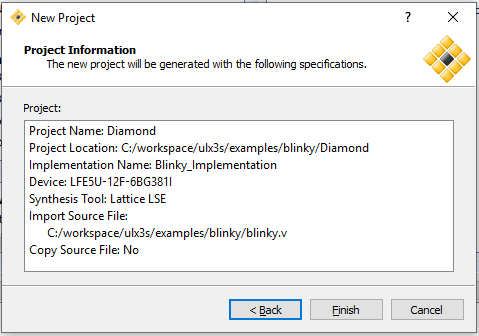 New Project
Project Information
The new project will be generated with the following specifications.
Project:
Project Name: Diamond
Project Location: C:/workspace/ulx3s/examples/blinky/Diamond
Implementation Name: Blinky_Implementation
Device: LFE5U-12F-6BG381I
Synthesis Tool: Lattice LSE
Import Source File:
C:/workspace/ulx3s/examples/blinky/blinky.v
Copy Source File: No
< Back
Finish
Cancel